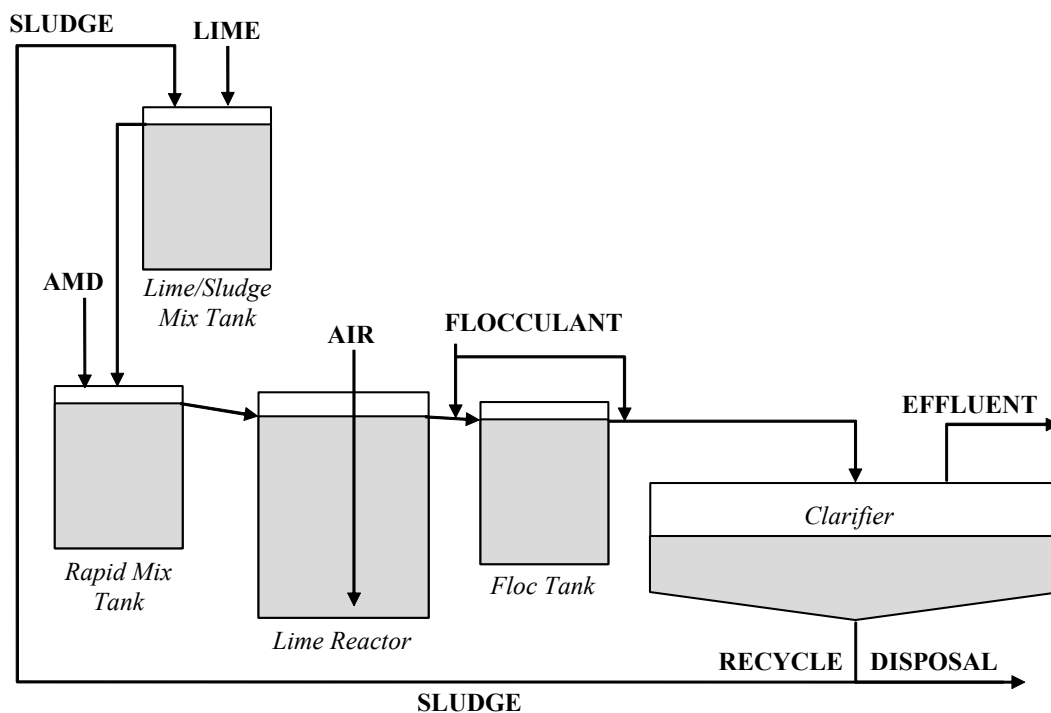 SLUDGE
LIME
Lime/Sludge
Mix Tank
AMD
AIR
FLOCCULANT
EFFLUENT
Clarifier
Rapid Mix
Tank
Floc Tank
Lime Reactor
RECYCLE
DISPOSAL
SLUDGE